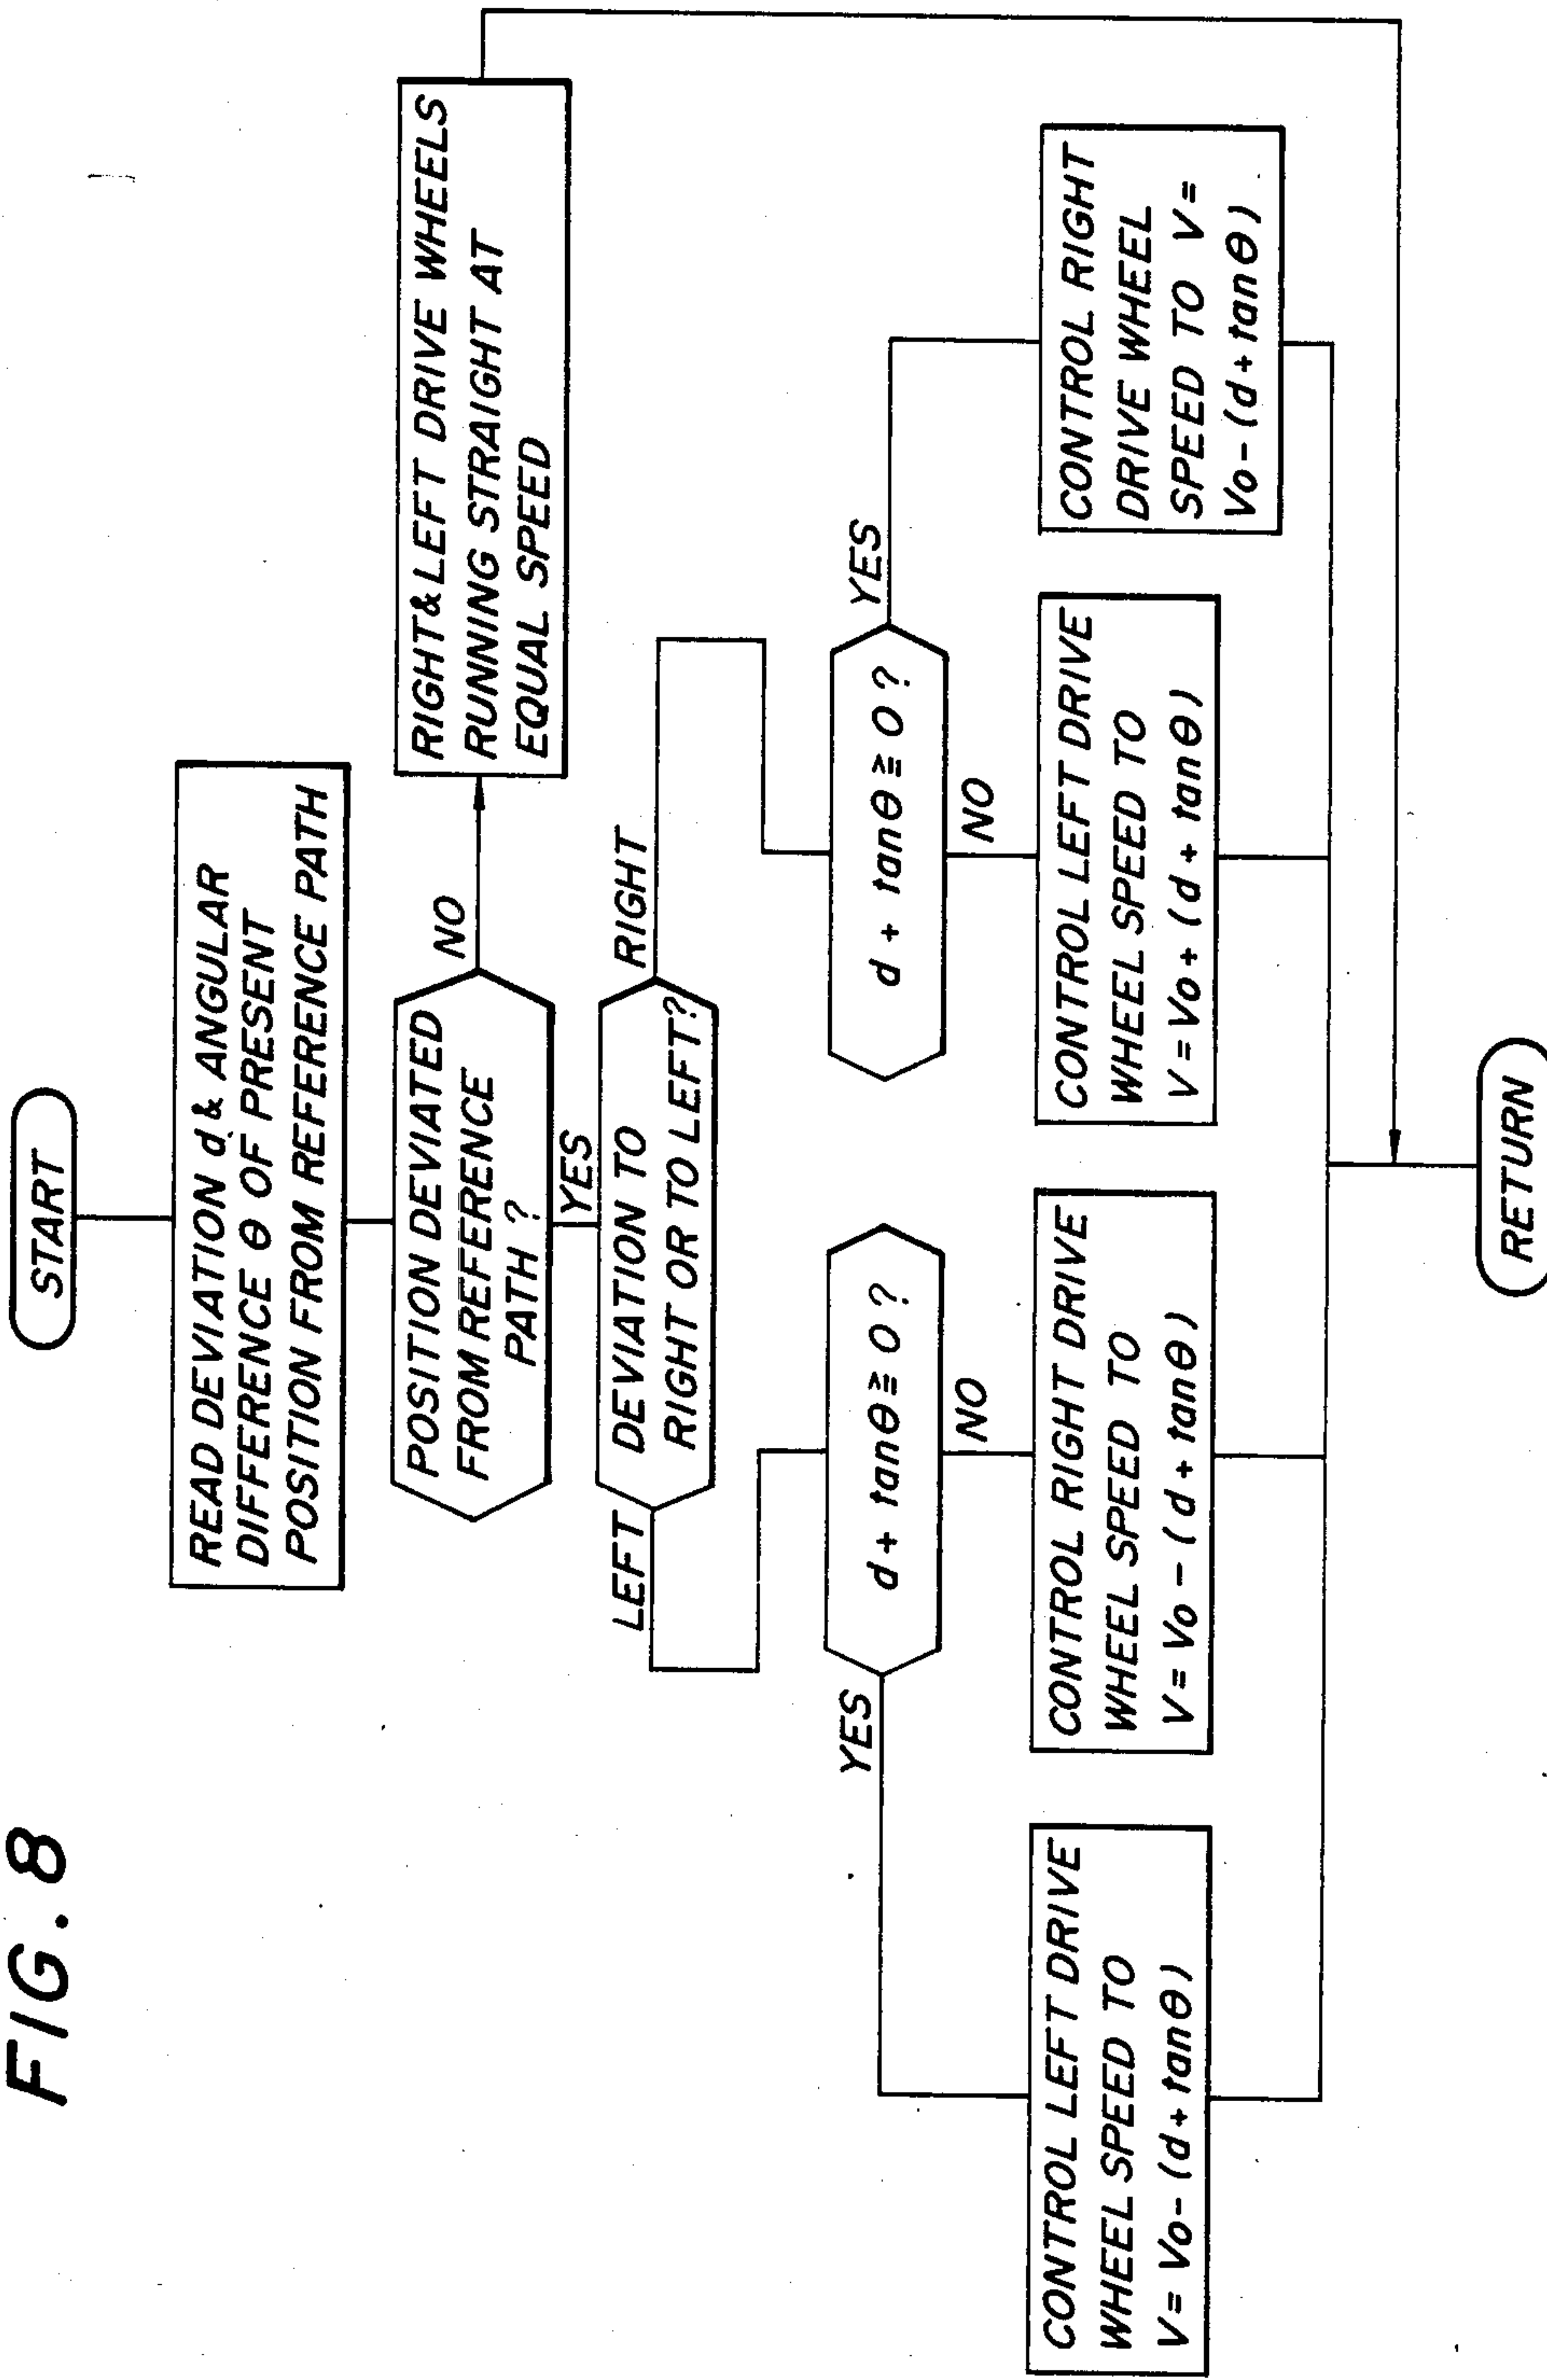 FIG. 8
START
READ DEVIATION d & ANGULAR
DIFFERENCE θ OF PRESENT
POSITION FROM REFERENCE PATH
POSITION DEVIATED
FROM REFERENCE
PATH ?
NO
RIGHT & LEFT DRIVE WHEELS
RUNNING STRAIGHT AT
EQUAL SPEED
YES
LEFT
DEVIATION TO
RIGHT OR TO LEFT?
RIGHT
YES
d + tanθ ≧ 0 ?
NO
d + tanθ ≧ 0 ?
YES
NO
CONTROL LEFT DRIVE
WHEEL SPEED TO
V = Vo - (d + tanθ)
CONTROL RIGHT DRIVE
WHEEL SPEED TO
V = Vo - (d + tanθ)
CONTROL LEFT DRIVE
WHEEL SPEED TO
V = Vo + (d + tanθ)
CONTROL RIGHT
DRIVE WHEEL
SPEED TO V =
Vo - (d + tanθ)
RETURN